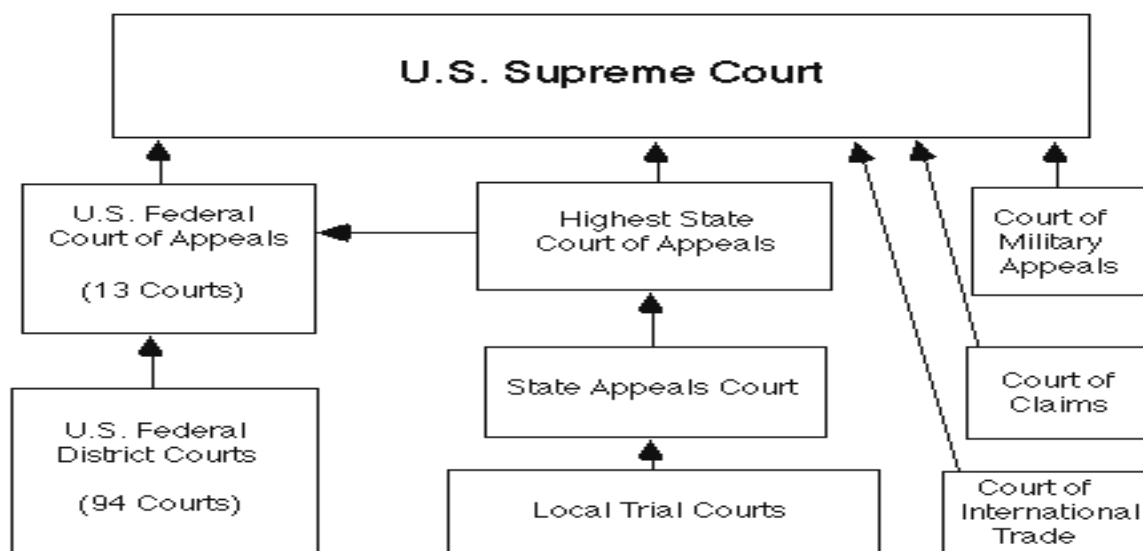 U.S. Supreme Court
U.S. Federal
Court of Appeals
(13 Courts)
Highest State
Court of Appeals
Court of
Military
Appeals
U.S. Federal
District Courts
(94 Courts)
State Appeals Court
Court of
Claims
Local Trial Courts
Court of
International
Trade